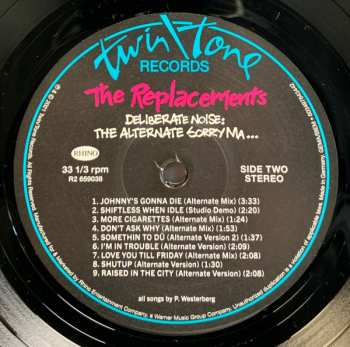 twin/tone
RECORDS
The Replacements
DELIBERATE NOISE:
THE ALTERNATE SORRY MA...
RHINO
33 1/3 rpm
R2 659038
SIDE TWO
STEREO
1. JOHNNY'S GONNA DIE (Alternate Mix) (3:33)
2. SHIFTLESS WHEN IDLE (Studio Demo) (2:20)
3. MORE CIGARETTES (Alternate Mix) (1:24)
4. DON'T ASK WHY (Alternate Mix) (1:53)
5. SOMETHIN TO DÜ (Alternate Version 2) (1:37)
6. I'M IN TROUBLE (Alternate Version) (2:09)
7. LOVE YOU TILL FRIDAY (Alternate Mix) (2:08)
8. SHUTUP (Alternate Version) (1:30)
9. RAISED IN THE CITY (Alternate Version) (2:08)
all songs by P. Westerberg